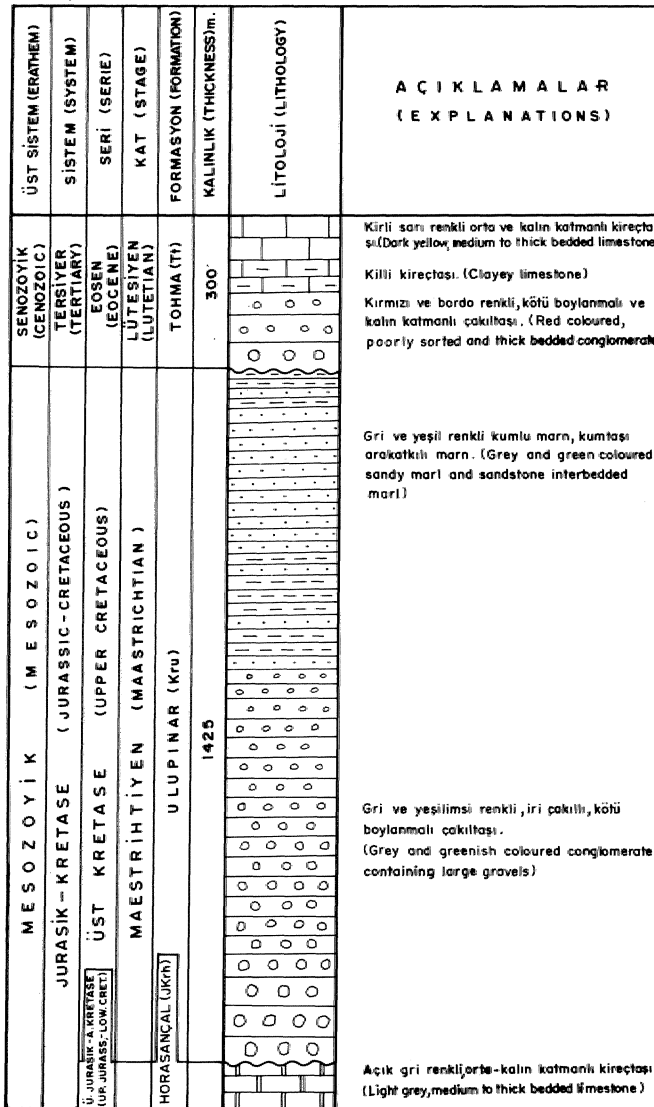 ÜST SİSTEM (ERATHEM)
SİSTEM (SYSTEM)
SERİ (SERIE)
KAT (STAGE)
FORMASYON (FORMATION)
KALINLIK (THICKNESS)m.
LİTOLOJİ (LITHOLOGY)
AÇIKLAMALAR
(EXPLANATIONS)
SENOZOYİK
(CENOZOIC)
TERSİYER
(TERTIARY)
EOSEN
(EOCENE)
LÜTESİYEN
(LUTETIAN)
TOHMA (Tt)
300
Kirli sarı renkli orta ve kalın katmanlı kireçta
şı.(Dark yellow, medium to thick bedded limestone
Killi kireçtaşı. (Clayey limestone)
Kırmızı ve bordo renkli, kötü boylanmalı ve
kalın katmanlı çakıltaşı. (Red coloured,
poorly sorted and thick bedded conglomerate
MESOZOYİK (MESOZOIC)
JURASİK-KRETASE (JURASSIC-CRETACEOUS)
ÜST KRETASE (UPPER CRETACEOUS)
MAESTRİHTİYEN (MAASTRICHTIAN)
ULUPINAR (Kru)
1425
Gri ve yeşil renkli kumlu marn, kumtaşı
arakatkılı marn. (Grey and green coloured
sandy marl and sandstone interbedded
marl)
Gri ve yeşilimsi renkli, iri çakıllı, kötü
boylanmalı çakıltaşı.
(Grey and greenish coloured conglomerate
containing large gravels)
Ü. JURASİK-A. KRETASE
(UP. JURASS,-LOW. CRET.)
HORASANÇAL (JKrh)
Açık gri renkli, orta-kalın katmanlı kireçtaşı
(Light grey, medium to thick bedded limestone)